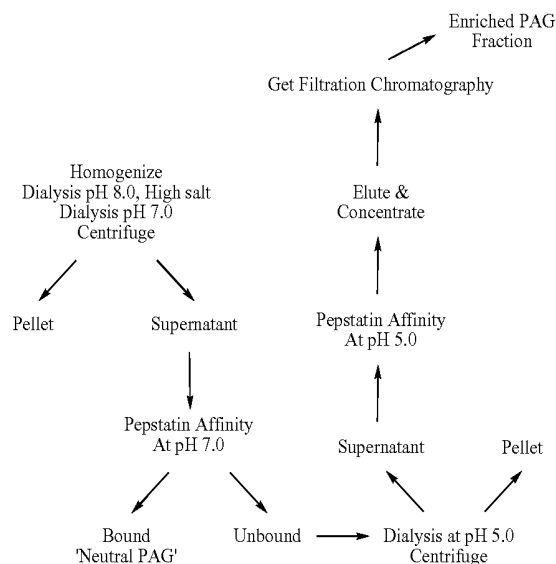 Homogenize
Dialysis pH 8.0, High salt
Dialysis pH 7.0
Centrifuge
Pellet
Supernatant
Pepstatin Affinity
At pH 7.0
Bound
'Neutral PAG'
Unbound
Dialysis at pH 5.0
Centrifuge
Supernatant
Pellet
Pepstatin Affinity
At pH 5.0
Elute &
Concentrate
Get Filtration Chromatography
Enriched PAG
Fraction